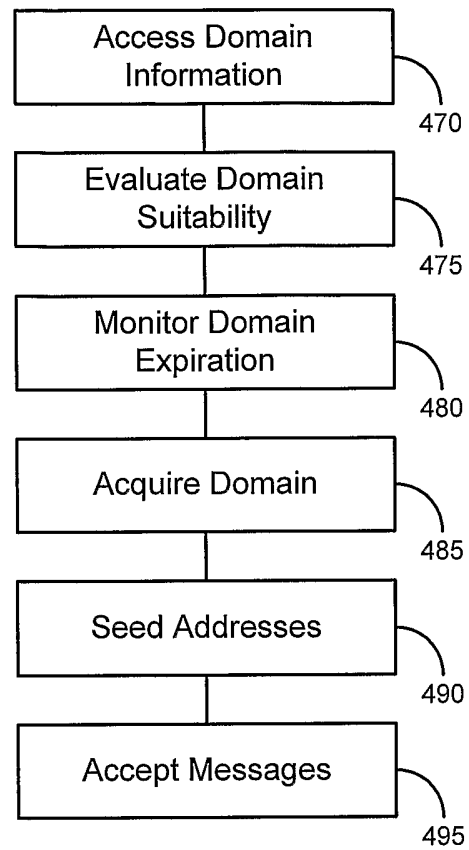 Access Domain
Information
470
Evaluate Domain
Suitability
475
Monitor Domain
Expiration
480
Acquire Domain
485
Seed Addresses
490
Accept Messages
495